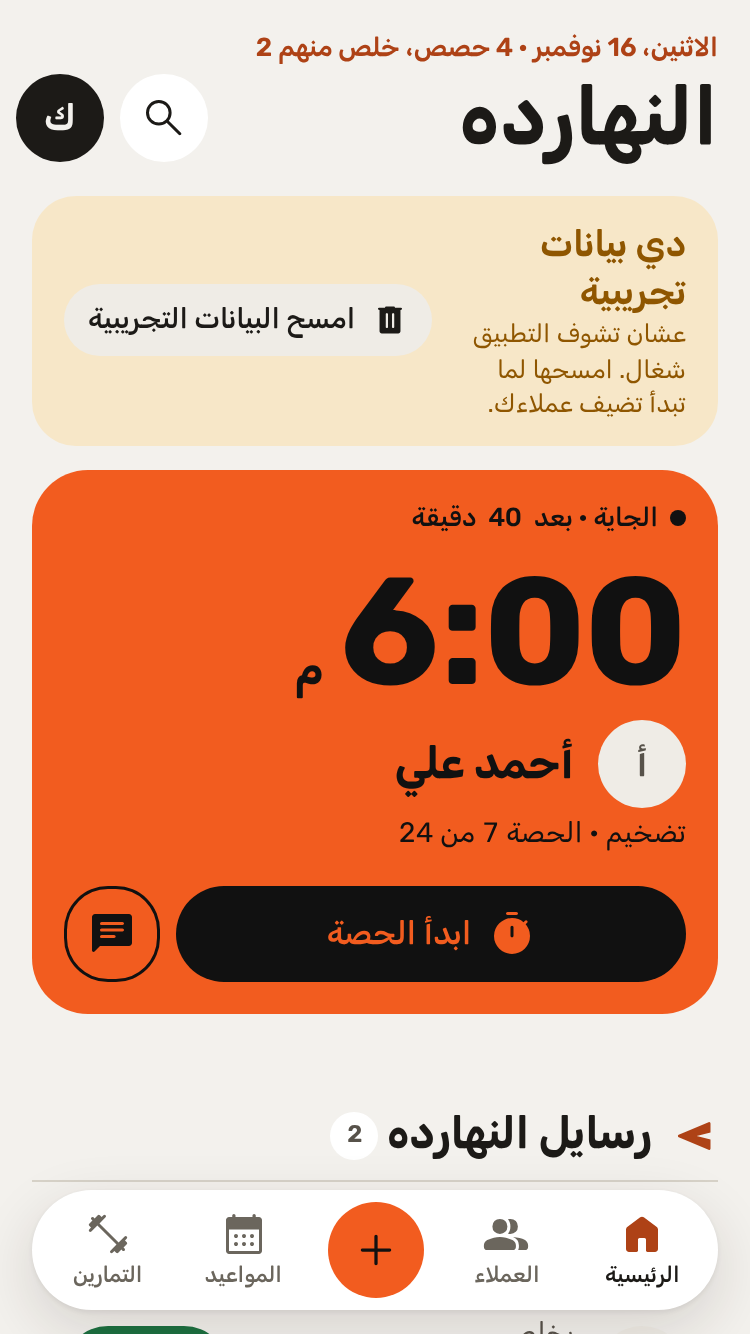 الاثنين، 16 نوفمبر • 4 حصص، خلص منهم 2
النهارده
ك
دي بيانات
تجريبية
عشان تشوف التطبيق
شغال. امسحها لما
تبدأ تضيف عملاءك.
امسح البيانات التجريبية
الجاية • بعد 40 دقيقة
6:00 م
أ
أحمد علي
تضخيم • الحصة 7 من 24
ابدأ الحصة
رسايل النهارده 2
الرئيسية
العملاء
المواعيد
التمارين